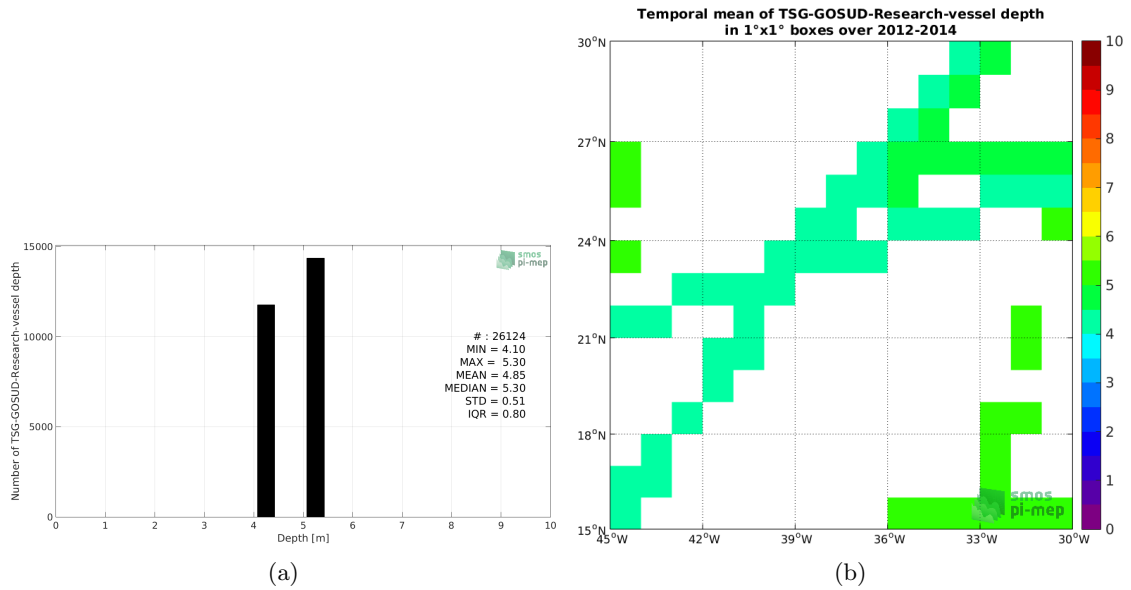 Temporal mean of TSG-GOSUD-Research-vessel depth
in 1°x1° boxes over 2012-2014
Number of TSG-GOSUD-Research-vessel depth
15000
10000
5000
0
0 1 2 3 4 5 6 7 8 9 10
Depth [m]
smos
pi-mep
# : 26124
MIN = 4.10
MAX = 5.30
MEAN = 4.85
MEDIAN = 5.30
STD = 0.51
IQR = 0.80
(a)
30°N
27°N
24°N
21°N
18°N
15°N
45°W 42°W 39°W 36°W 33°W 30°W
smos
pi-mep
10
9
8
7
6
5
4
3
2
1
0
(b)